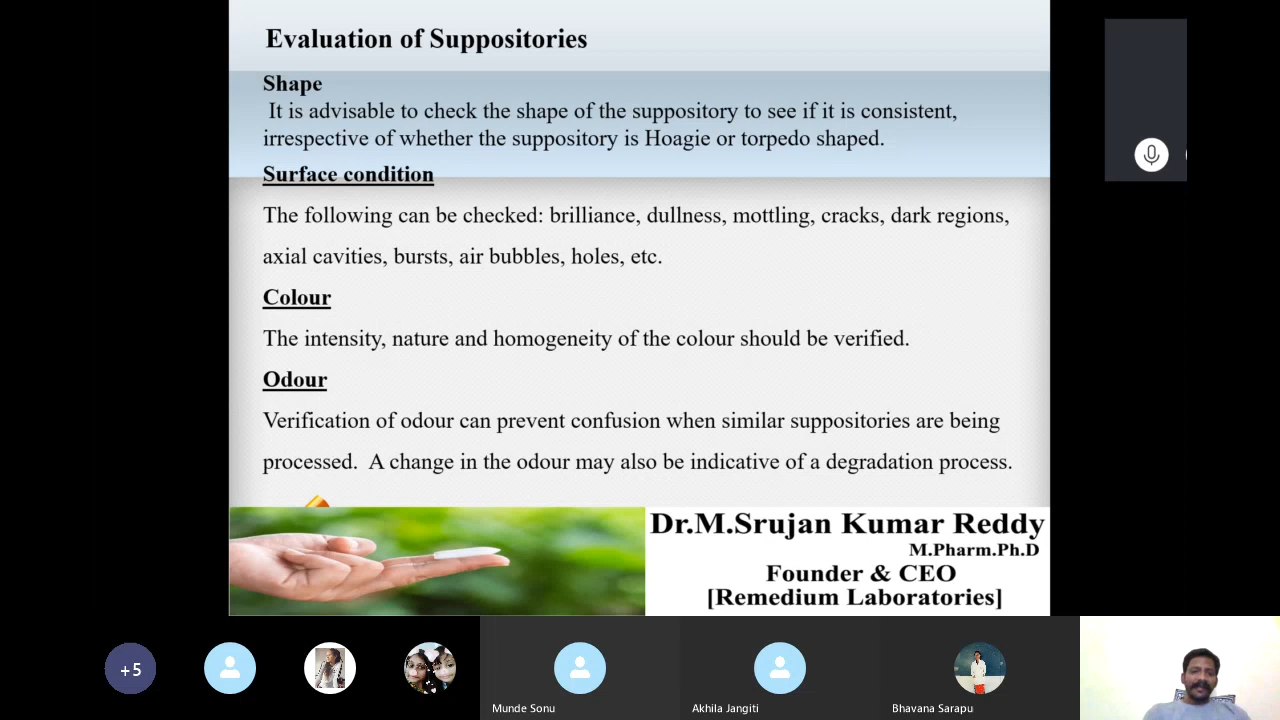 Evaluation of Suppositories
Shape
It is advisable to check the shape of the suppository to see if it is consistent,
irrespective of whether the suppository is Hoagie or torpedo shaped.
Surface condition
The following can be checked: brilliance, dullness, mottling, cracks, dark regions,
axial cavities, bursts, air bubbles, holes, etc.
Colour
The intensity, nature and homogeneity of the colour should be verified.
Odour
Verification of odour can prevent confusion when similar suppositories are being
processed.  A change in the odour may also be indicative of a degradation process.
Dr.M.Srujan Kumar Reddy
M.Pharm.Ph.D
Founder & CEO
[Remedium Laboratories]
+5
Munde Sonu
Akhila Jangiti
Bhavana Sarapu